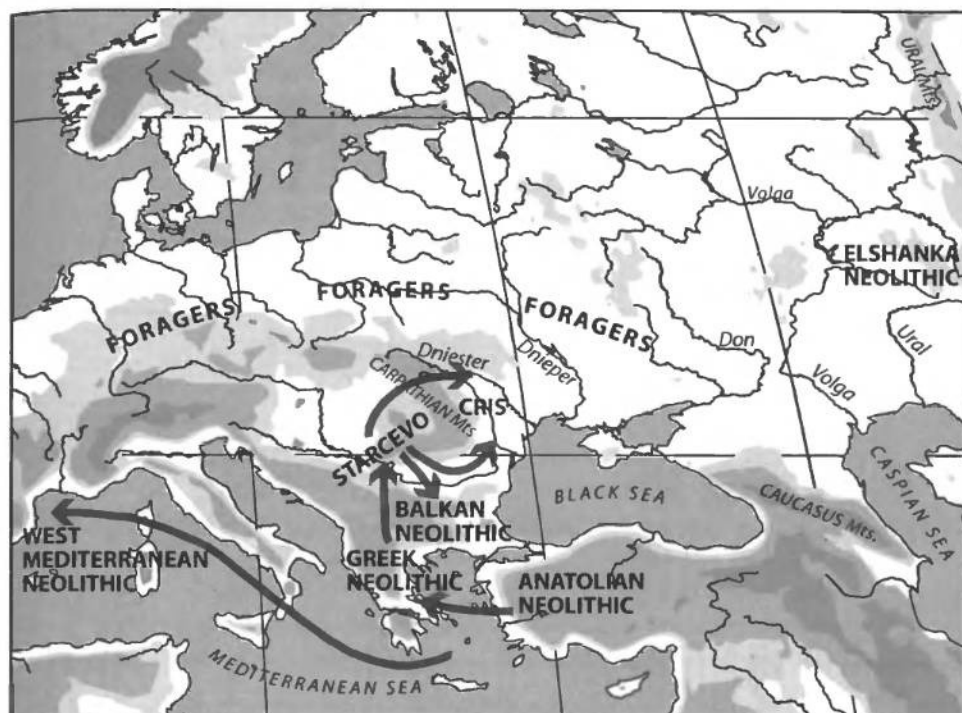 URAL Mts.
Volga
ELSHANKA
NEOLITHIC
FORAGERS
FORAGERS
FORAGERS
Dniester
Dnieper
Don
Ural
Volga
CARPATHIAN Mts.
CRIS
STARCEVO
BALKAN
NEOLITHIC
BLACK SEA
CAUCASUS Mts.
CASPIAN SEA
WEST
MEDITERRANEAN
NEOLITHIC
GREEK
NEOLITHIC
ANATOLIAN
NEOLITHIC
MEDITERRANEAN SEA